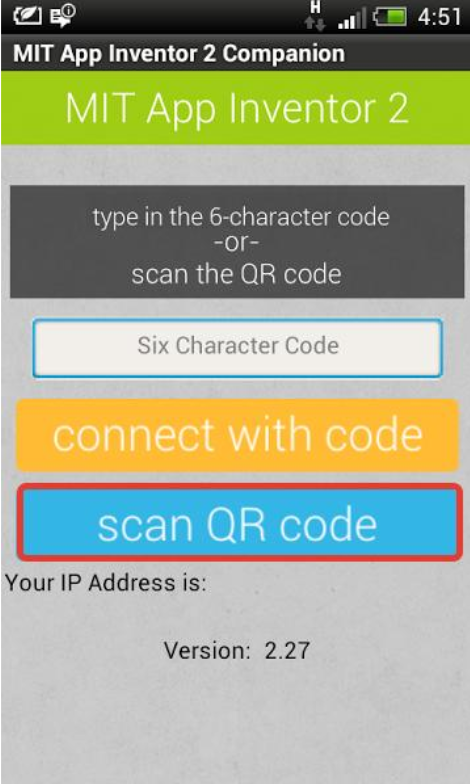 H
4:51
MIT App Inventor 2 Companion
MIT App Inventor 2
type in the 6-character code
-or-
scan the QR code
Six Character Code
connect with code
scan QR code
Your IP Address is:
Version: 2.27